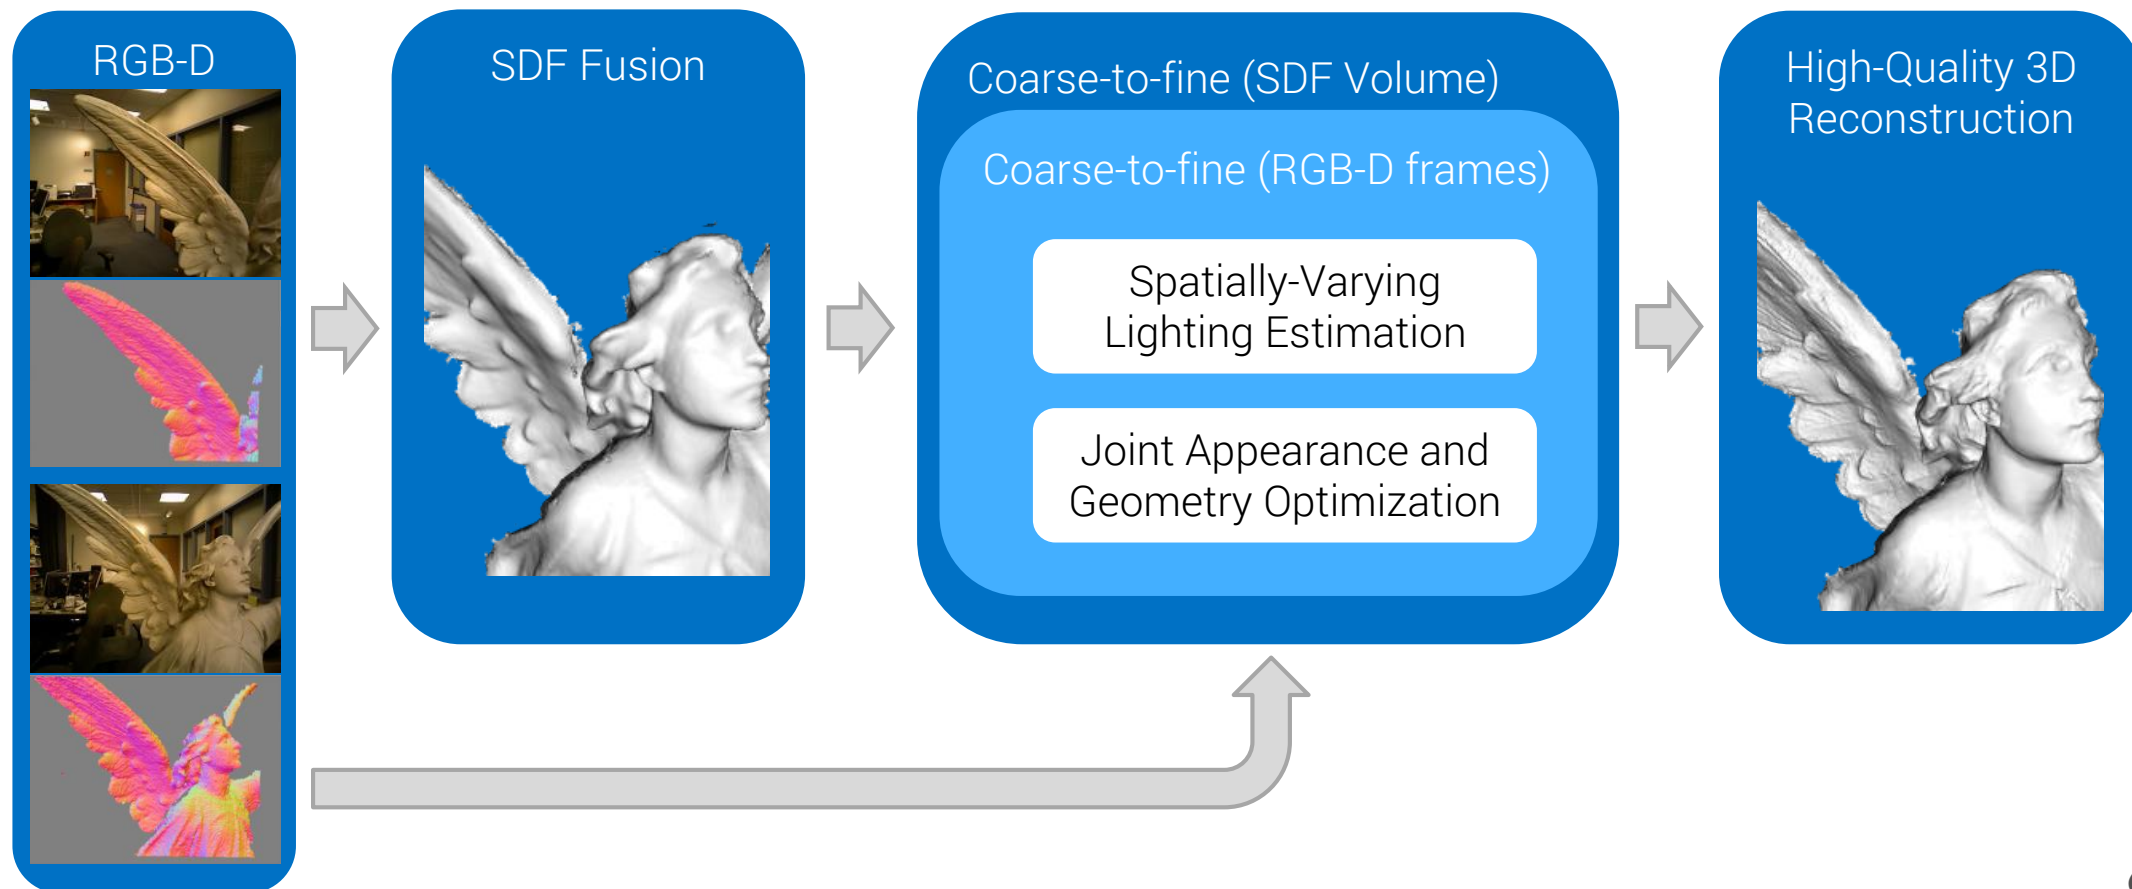 RGB-D
SDF Fusion
Coarse-to-fine (SDF Volume)
Coarse-to-fine (RGB-D frames)
Spatially-Varying
Lighting Estimation
Joint Appearance and
Geometry Optimization
High-Quality 3D
Reconstruction